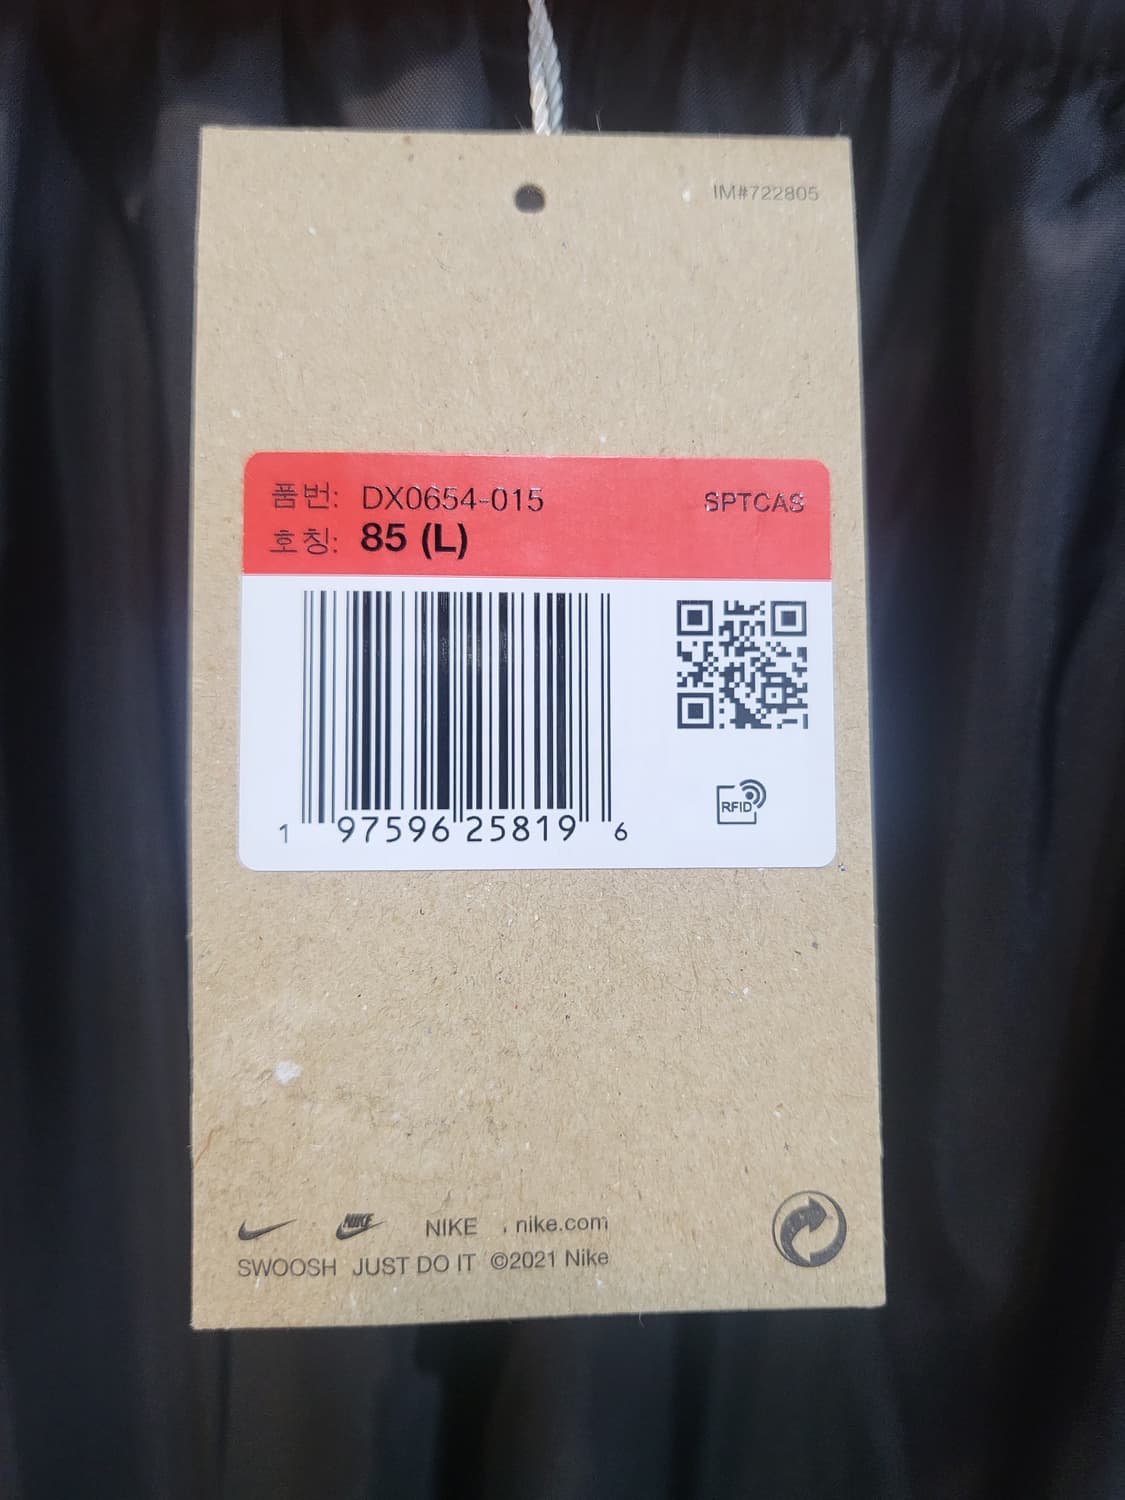 IM#722805
품번: DX0654-015 SPTCAS
호칭: 85 (L)
1 97596 25819 6
RFID
NIKE NIKE , nike.com
SWOOSH JUST DO IT ©2021 Nike